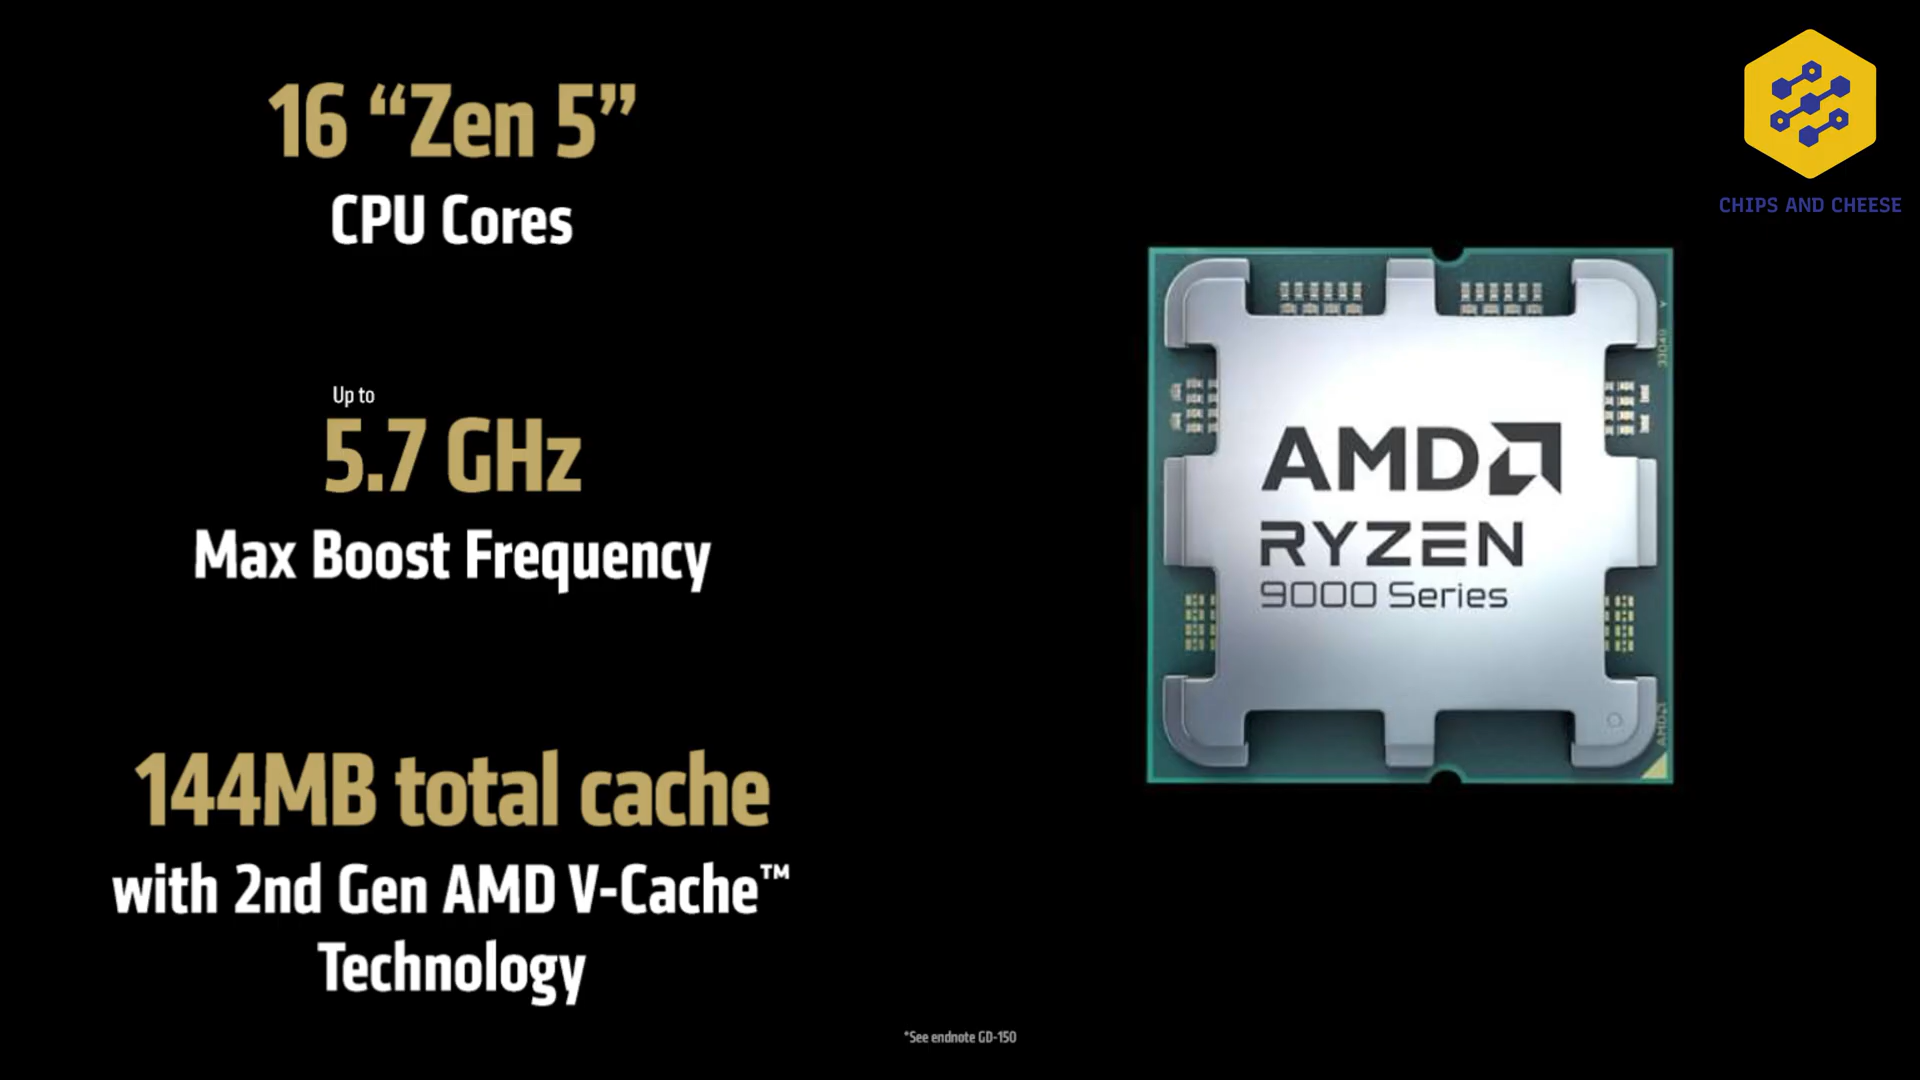 16 “Zen 5”
CPU Cores
Up to
5.7 GHz
Max Boost Frequency
144MB total cache
with 2nd Gen AMD V-Cache™
Technology
*See endnote GD-150
CHIPS AND CHEESE
AMD
RYZEN
9000 Series